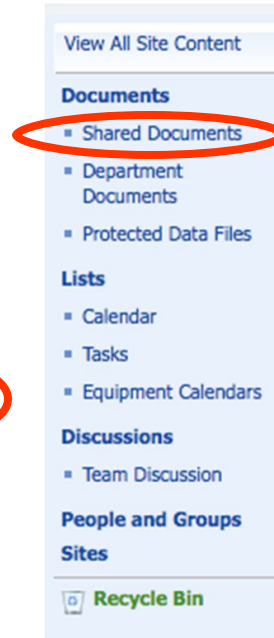 View All Site Content
Documents
Shared Documents
Department
Documents
Protected Data Files
Lists
Calendar
Tasks
Equipment Calendars
Discussions
Team Discussion
People and Groups
Sites
Recycle Bin